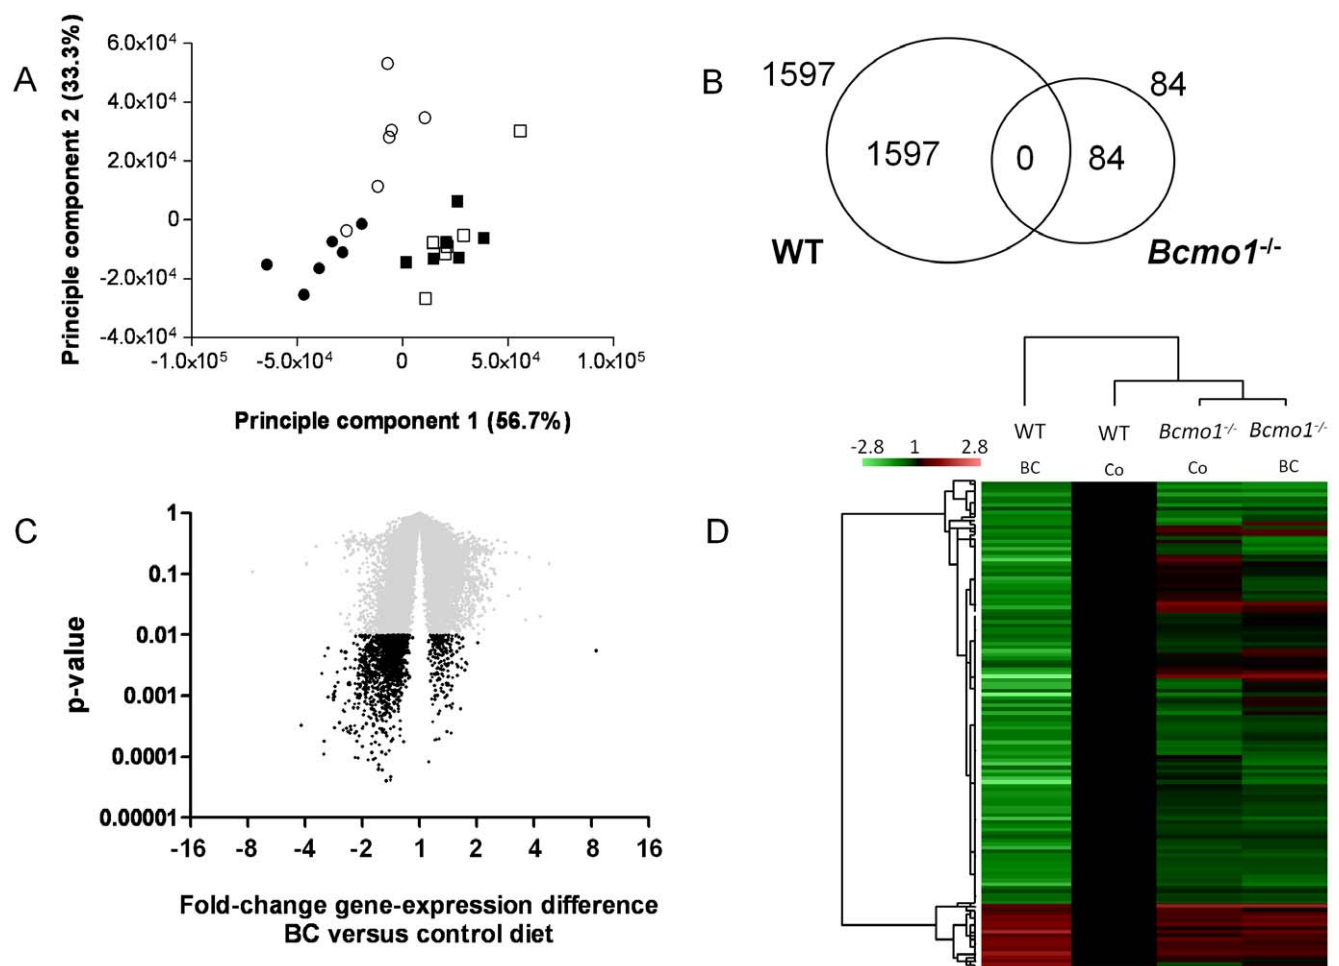 A
Principle component 2 (33.3%)
6.0x10⁴
4.0x10⁴
2.0x10⁴
0
-2.0x10⁴
-4.0x10⁴
-1.0x10⁵ -5.0x10⁴ 0 5.0x10⁴ 1.0x10⁵
Principle component 1 (56.7%)
B
1597 84
1597 0 84
WT Bcmo1⁻/⁻
C
p-value
1
0.1
0.01
0.001
0.0001
0.00001
-16 -8 -4 -2 1 2 4 8 16
Fold-change gene-expression difference
BC versus control diet
D
-2.8 1 2.8
WT WT Bcmo1⁻/⁻ Bcmo1⁻/⁻
BC Co Co BC